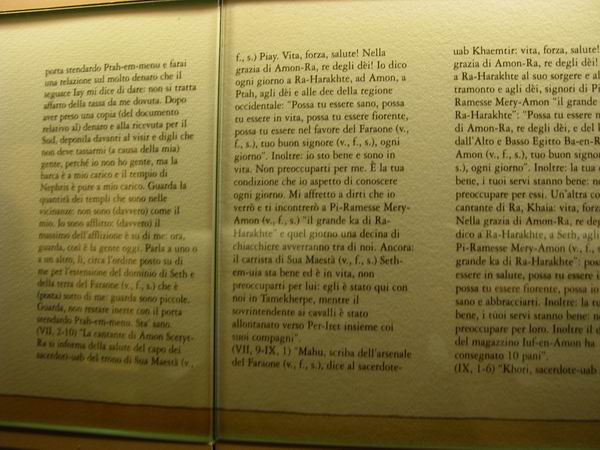 porta stendardo Ptah-em-menu e farai
una relazione sul molto denaro che il
seguace Iay mi dice di dare: non si tratta
affatto della tassa da me dovuta. Dopo
aver preso una copia (del documento
relativo al) denaro e alla ricevuta per il
Sud, deponila davanti al visir e digli che
non deve tassarmi (a causa della mia)
gente, perché io non ho gente, ma la
barca è a mio carico e il tempio di
Nephtis è pure a mio carico. Guarda la
quantità dei templi che sono nelle
vicinanze: non sono (davvero) come il
mio. Io sono afflitto: (davvero) il
massimo dell'afflizione è su di me: ora,
guarda, così è la gente oggi. Parla a uno o
a un altro, lì, circa l'ordine posto su di
me per l'estensione del dominio di Seth e
della terra del Faraone (v., f., s.) che è
(posta) sotto di me: guarda sono piccole.
Guarda, non restare inerte con il porta
stendardo Ptah-em-menu. Sta' sano.
(VII, 2-10) "La cantante di Amon Sceryt-
Ra si informa della salute del capo dei
sacerdoti-uab del trono di Sua Maestà (v.,
f., s.) Piay. Vita, forza, salute! Nella
grazia di Amon-Ra, re degli dèi! Io dico
ogni giorno a Ra-Harakhte, ad Amon, a
Ptah, agli dèi e alle dee della regione
occidentale: "Possa tu essere sano, possa
tu essere in vita, possa tu essere fiorente,
possa tu essere nel favore del Faraone (v.,
f., s.), tuo buon signore (v., f., s.), ogni
giorno". Inoltre: io sto bene e sono in
vita. Non preoccuparti per me. È la tua
condizione che io aspetto di conoscere
ogni giorno. Mi affretto a dirti che io
verrò e ti incontrerò a Pi-Ramesse Mery-
Amon (v., f., s.) "il grande ka di Ra-
Harakhte" e quel giorno una decina di
chiacchiere avverranno tra di noi. Ancora:
il carrista di Sua Maestà (v., f., s.) Seth-
em-uia sta bene ed è in vita, non
preoccuparti per lui: egli è stato qui con
noi in Tamekherpe, mentre il
sovrintendente ai cavalli è stato
allontanato verso Per-Iret insieme coi
suoi compagni".
(VII, 9-IX, 1) "Mahu, scriba dell'arsenale
del Faraone (v., f., s.), dice al sacerdote-
uab Khaemtir: vita, forza, salute!
grazia di Amon-Ra, re degli dèi!
a Ra-Harakhte al suo sorgere e al
tramonto e agli dèi, signori di Pi
Ramesse Mery-Amon "il grande
Ra-Harakhte": "Possa tu essere n
di Amon-Ra, re degli dèi, e del k
dall'Alto e Basso Egitto Ba-en-R
Amon (v., f., s.), tuo buon signor
s.), ogni giorno". Inoltre: la tua
bene, i tuoi servi stanno bene: no
preoccupare per essi. Un'altra co
cantante di Ra, Khaia: vita, forz
Nella grazia di Amon-Ra, re deg
dico a Ra-Harakhte, a Seth, agli
Pi-Ramesse Mery-Amon (v., f., s
grande ka di Ra-Harakhte": poss
essere in salute, possa tu essere i
possa tu essere fiorente, possa io
sano e abbracciarti. Inoltre: la tu
bene, i tuoi servi stanno bene: no
preoccupare per loro. Inoltre il d
del magazzino Iuf-en-Amon ha
consegnato 10 pani".
(IX, 1-6) "Khori, sacerdote-uab